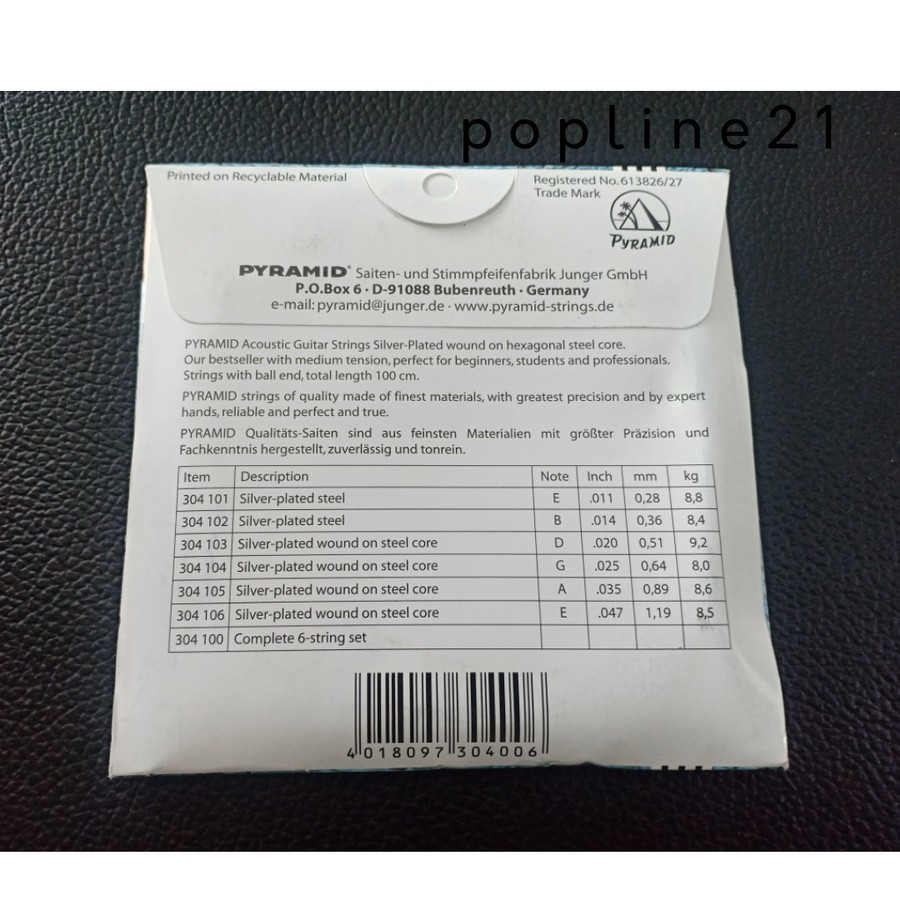 popline21
Printed on Recyclable Material
Registered No. 613826/27
Trade Mark
PYRAMID
PYRAMID® Saiten- und Stimmpfeifenfabrik Junger GmbH
P.O.Box 6 · D-91088 Bubenreuth · Germany
e-mail: pyramid@junger.de · www.pyramid-strings.de
PYRAMID Acoustic Guitar Strings Silver-Plated wound on hexagonal steel core.
Our bestseller with medium tension, perfect for beginners, students and professionals.
Strings with ball end, total length 100 cm.
PYRAMID strings of quality made of finest materials, with greatest precision and by expert
hands, reliable and perfect and true.
PYRAMID Qualitäts-Saiten sind aus feinsten Materialien mit größter Präzision und
Fachkenntnis hergestellt, zuverlässig und tonrein.
Item Description Note Inch mm kg
304 101 Silver-plated steel E .011 0,28 8,8
304 102 Silver-plated steel B .014 0,36 8,4
304 103 Silver-plated wound on steel core D .020 0,51 9,2
304 104 Silver-plated wound on steel core G .025 0,64 8,0
304 105 Silver-plated wound on steel core A .035 0,89 8,6
304 106 Silver-plated wound on steel core E .047 1,19 8,5
304 100 Complete 6-string set
4 018097 304006